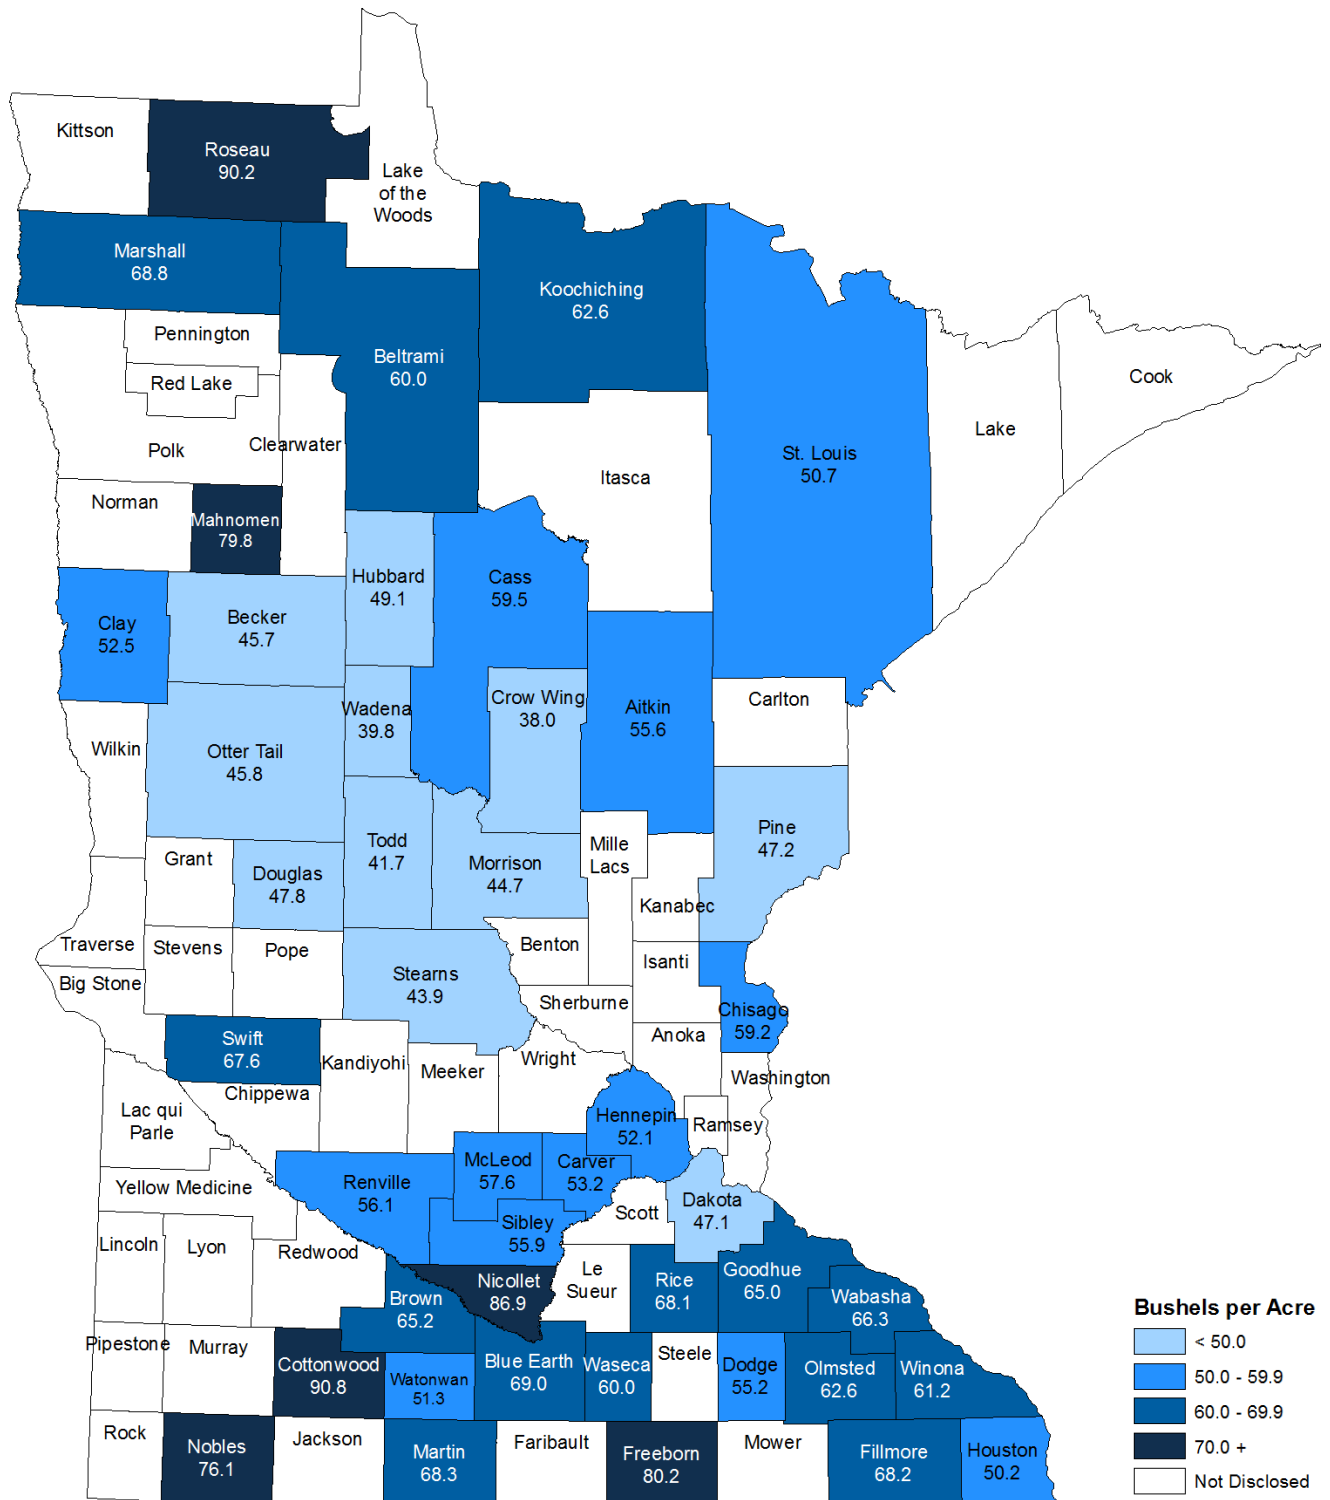 Kittson
Roseau
90.2
Lake
of the
Woods
Marshall
68.8
Koochiching
62.6
Pennington
Beltrami
60.0
Red Lake
Cook
Lake
Clearwater
Polk
St. Louis
50.7
Itasca
Norman
Mahnomen
79.8
Hubbard
49.1
Cass
59.5
Clay
52.5
Becker
45.7
Crow Wing
38.0
Carlton
Wadena
39.8
Aitkin
55.6
Wilkin
Otter Tail
45.8
Pine
47.2
Todd
41.7
Mille
Lacs
Grant
Douglas
47.8
Morrison
44.7
Kanabec
Traverse
Stevens
Pope
Benton
Isanti
Big Stone
Stearns
43.9
Sherburne
Chisago
59.2
Swift
67.6
Anoka
Kandiyohi
Meeker
Wright
Washington
Chippewa
Lac qui
Parle
Hennepin
52.1
Ramsey
McLeod
57.6
Carver
53.2
Renville
56.1
Yellow Medicine
Dakota
47.1
Scott
Sibley
55.9
Lincoln
Lyon
Redwood
Le
Sueur
Nicollet
86.9
Rice
68.1
Goodhue
65.0
Wabasha
66.3
Brown
65.2
Pipestone
Murray
Cottonwood
90.8
Watonwan
51.3
Blue Earth
69.0
Waseca
60.0
Steele
Dodge
55.2
Olmsted
62.6
Winona
61.2
Rock
Nobles
76.1
Jackson
Martin
68.3
Faribault
Freeborn
80.2
Mower
Fillmore
68.2
Houston
50.2
Bushels per Acre
< 50.0
50.0 - 59.9
60.0 - 69.9
70.0 +
Not Disclosed